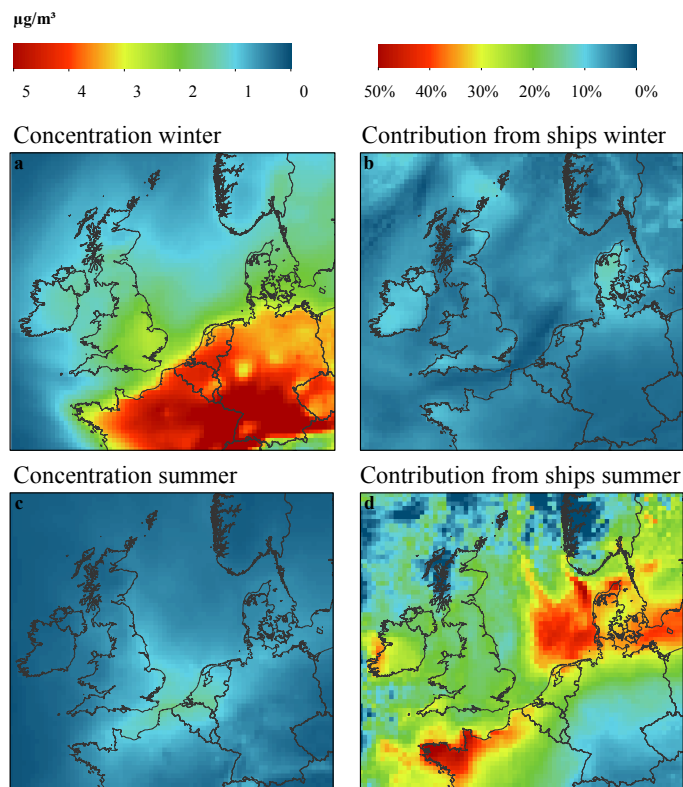 µg/m³
5 4 3 2 1 0
50% 40% 30% 20% 10% 0%
Concentration winter
Contribution from ships winter
a
b
Concentration summer
Contribution from ships summer
c
d